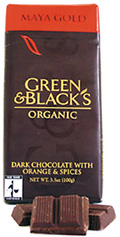 MAYA GOLD
GREEN
&BLACK'S
ORGANIC
DARK CHOCOLATE WITH
ORANGE & SPICES
NET WT. 3.5oz (100g)